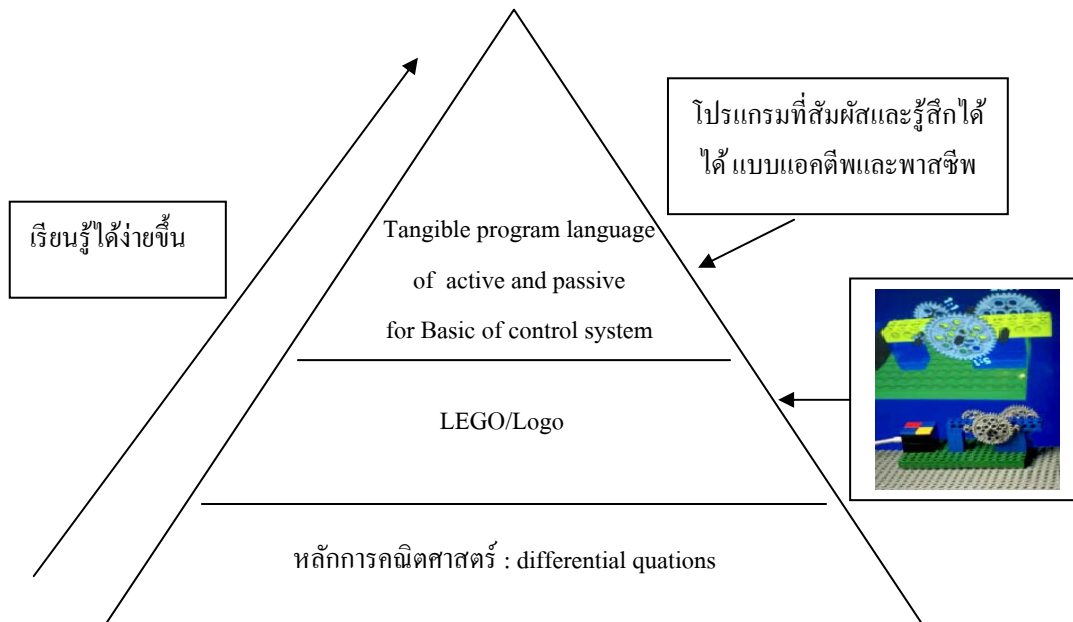 โปรแกรมที่สัมผัสและรู้สึกได้
ได้ แบบแอคตีพและพาสซีพ
เรียนรู้ได้ง่ายขึ้น
Tangible program language
of active and passive
for Basic of control system
LEGO/Logo
หลักการคณิตศาสตร์ : differential quations